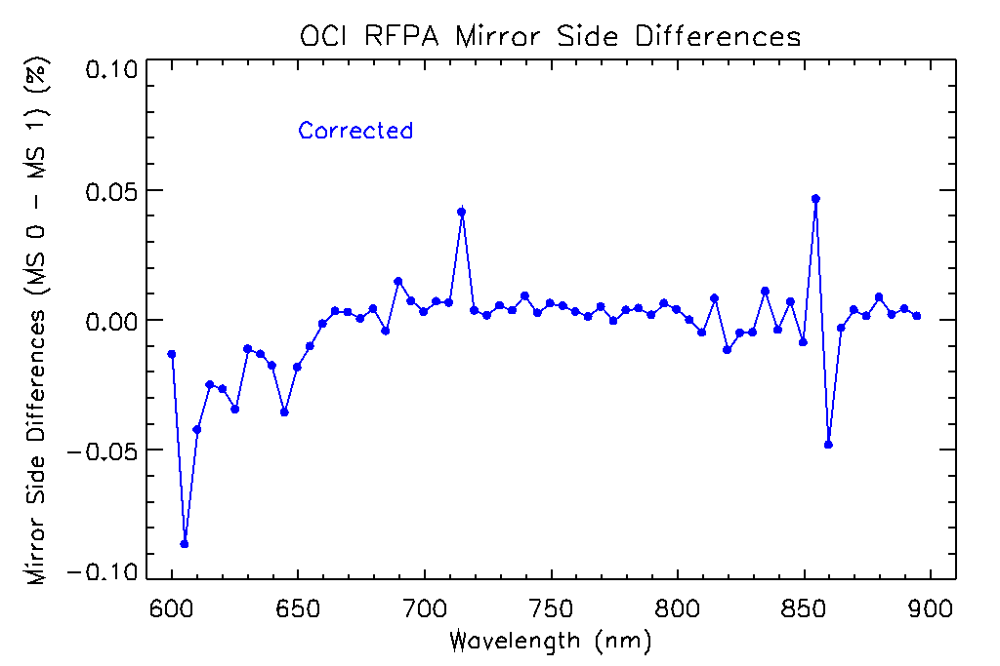 OCI RFPA Mirror Side Differences
Mirror Side Differences (MS 0 - MS 1) (%)
0.10
0.05
0.00
-0.05
-0.10
Corrected
600 650 700 750 800 850 900
Wavelength (nm)